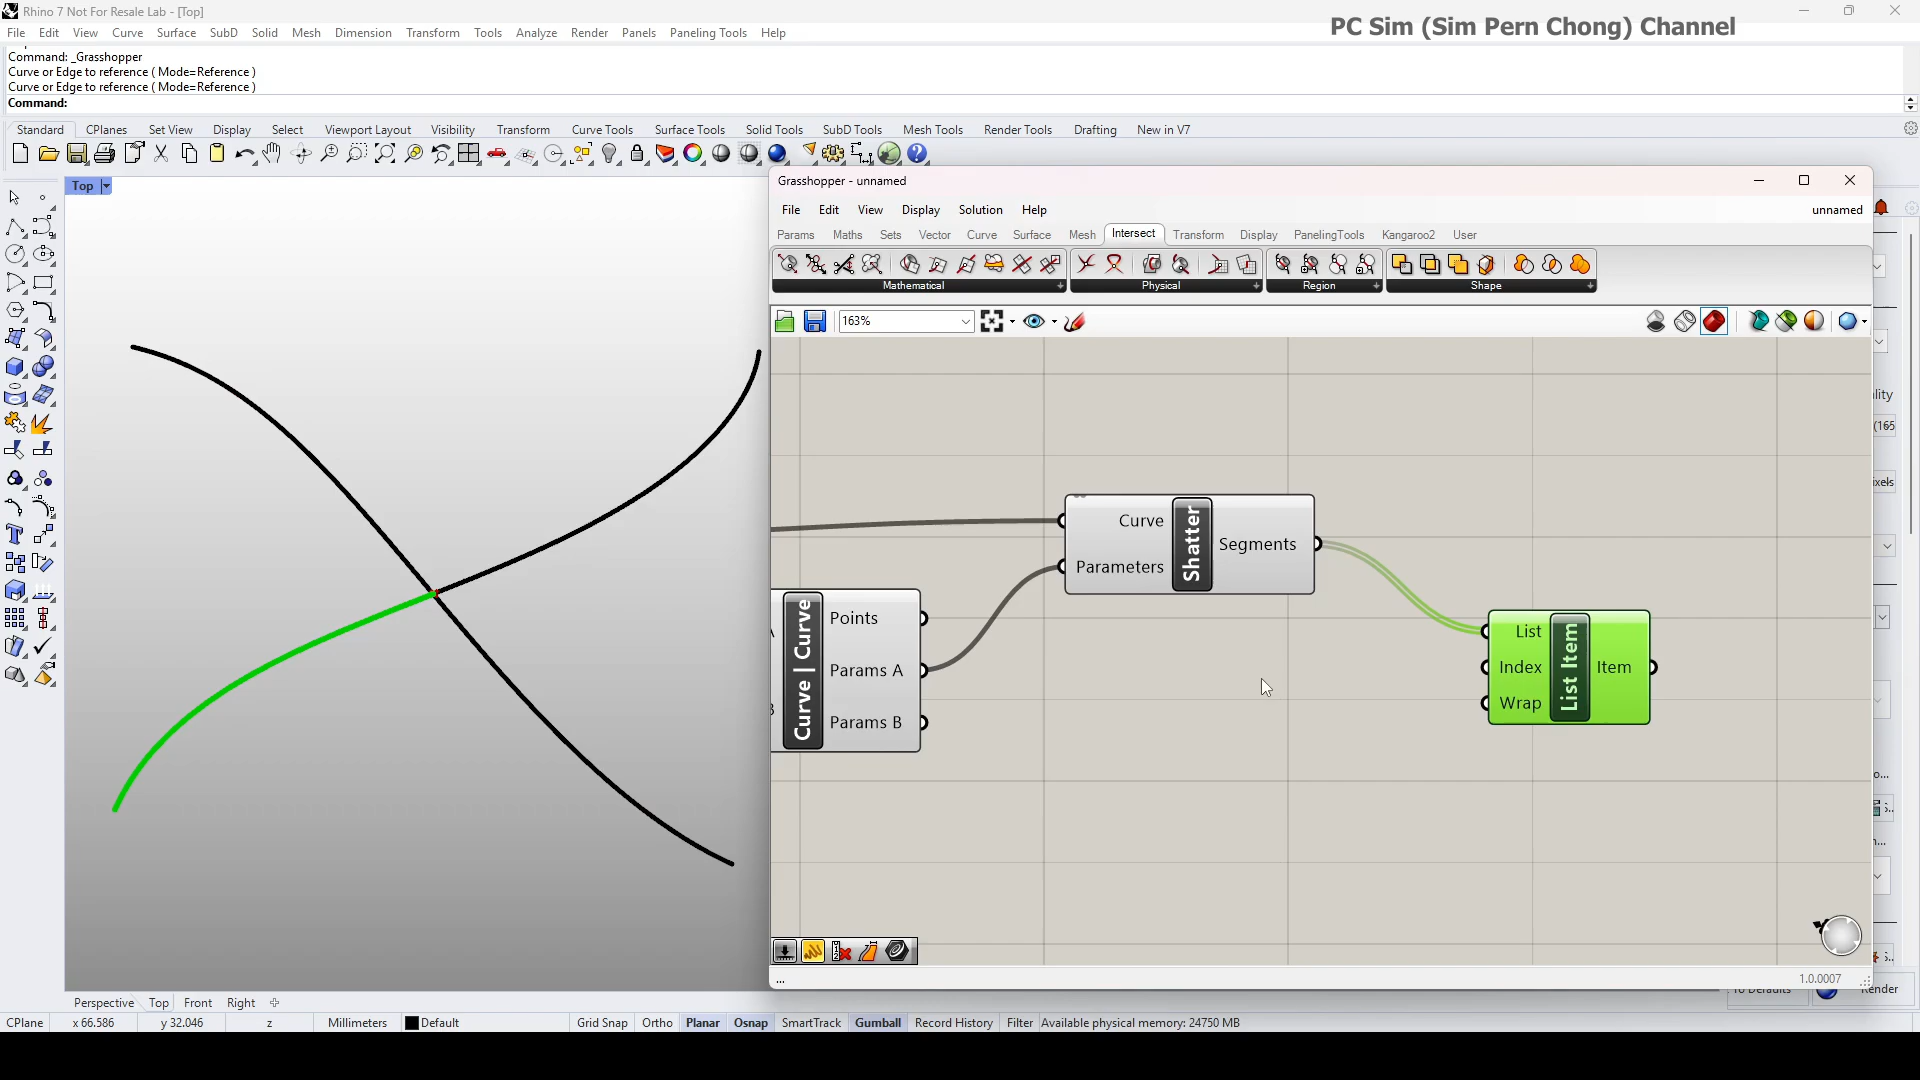 Rhino 7 Not For Resale Lab - [Top]
PC Sim (Sim Pern Chong) Channel
File Edit View Curve Surface SubD Solid Mesh Dimension Transform Tools Analyze Render Panels Paneling Tools Help
Command: _Grasshopper
Curve or Edge to reference ( Mode=Reference )
Curve or Edge to reference ( Mode=Reference )
Command:
Standard CPlanes Set View Display Select Viewport Layout Visibility Transform Curve Tools Surface Tools Solid Tools SubD Tools Mesh Tools Render Tools Drafting New in V7
Top
Grasshopper - unnamed
File Edit View Display Solution Help unnamed
Params Maths Sets Vector Curve Surface Mesh Intersect Transform Display PanelingTools Kangaroo2 User
Mathematical Physical Region Shape
163%
Curve
Parameters
Shatter
Segments
Curve | Curve
Points
Params A
Params B
B
List
Index
Wrap
List Item
Item
(165
1.0.0007
...
Render
Perspective Top Front Right
CPlane x 66.586 y 32.046 z Millimeters Default Grid Snap Ortho Planar Osnap SmartTrack Gumball Record History Filter Available physical memory: 24750 MB